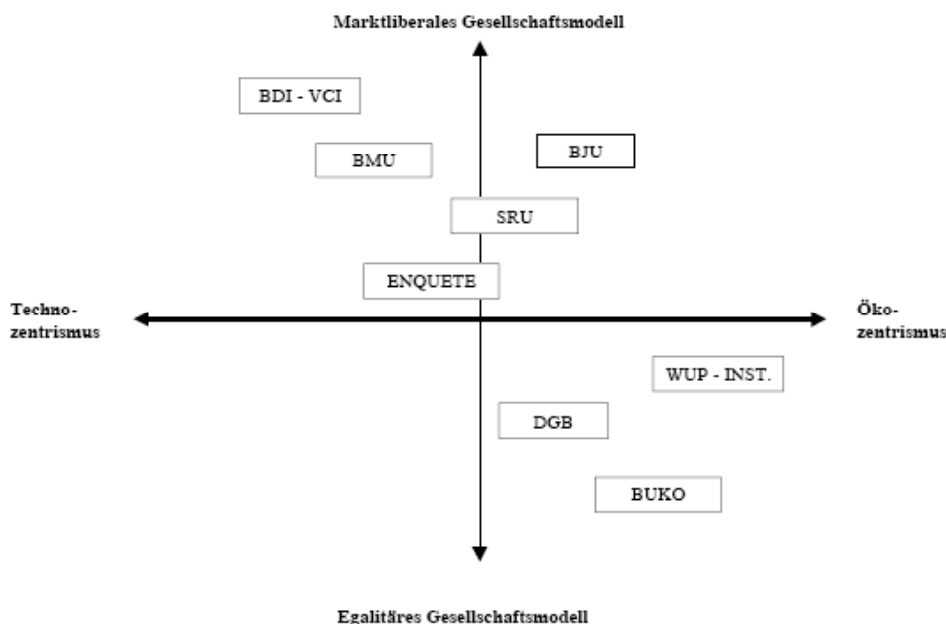 Marktliberales Gesellschaftsmodell
BDI - VCI
BMU
BJU
SRU
ENQUETE
Techno-
zentrismus
Öko-
zentrismus
WUP - INST.
DGB
BUKO
Egalitäres Gesellschaftsmodell